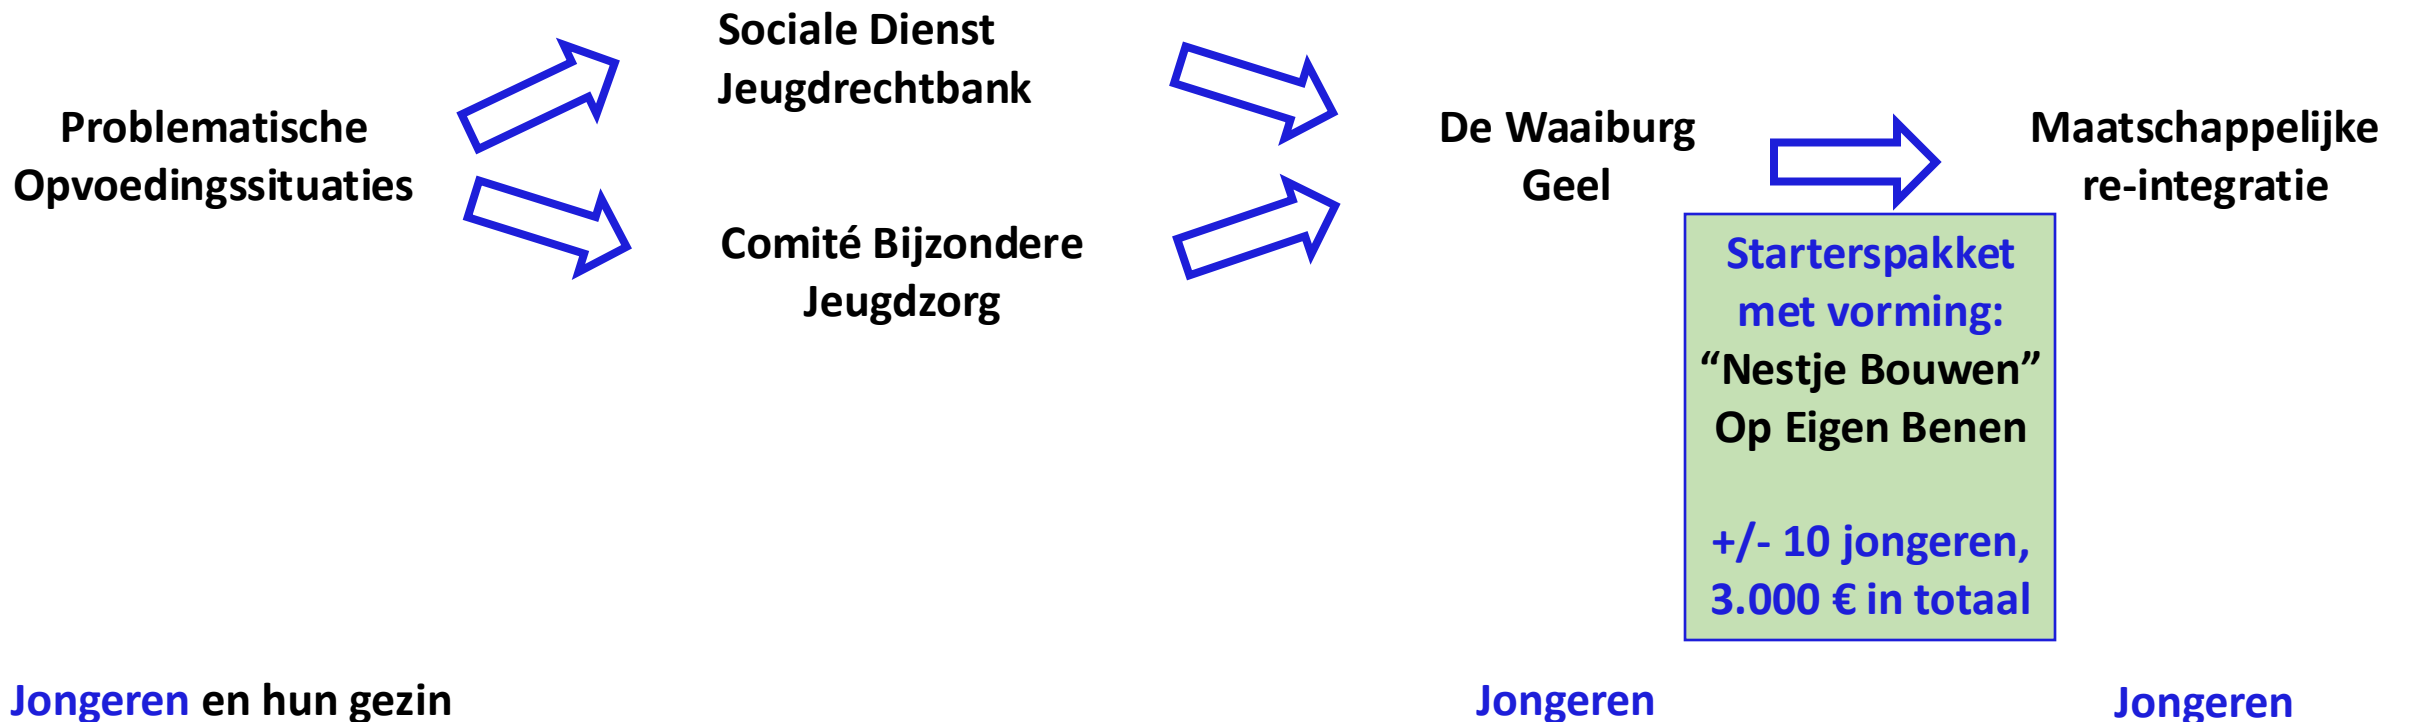 Problematische
Opvoedingssituaties
Sociale Dienst
Jeugdrechtbank
Comité Bijzondere
Jeugdzorg
De Waaiburg
Geel
Maatschappelijke
re-integratie
Starterspakket
met vorming:
“Nestje Bouwen”
Op Eigen Benen
+/- 10 jongeren,
3.000 € in totaal
Jongeren en hun gezin
Jongeren
Jongeren